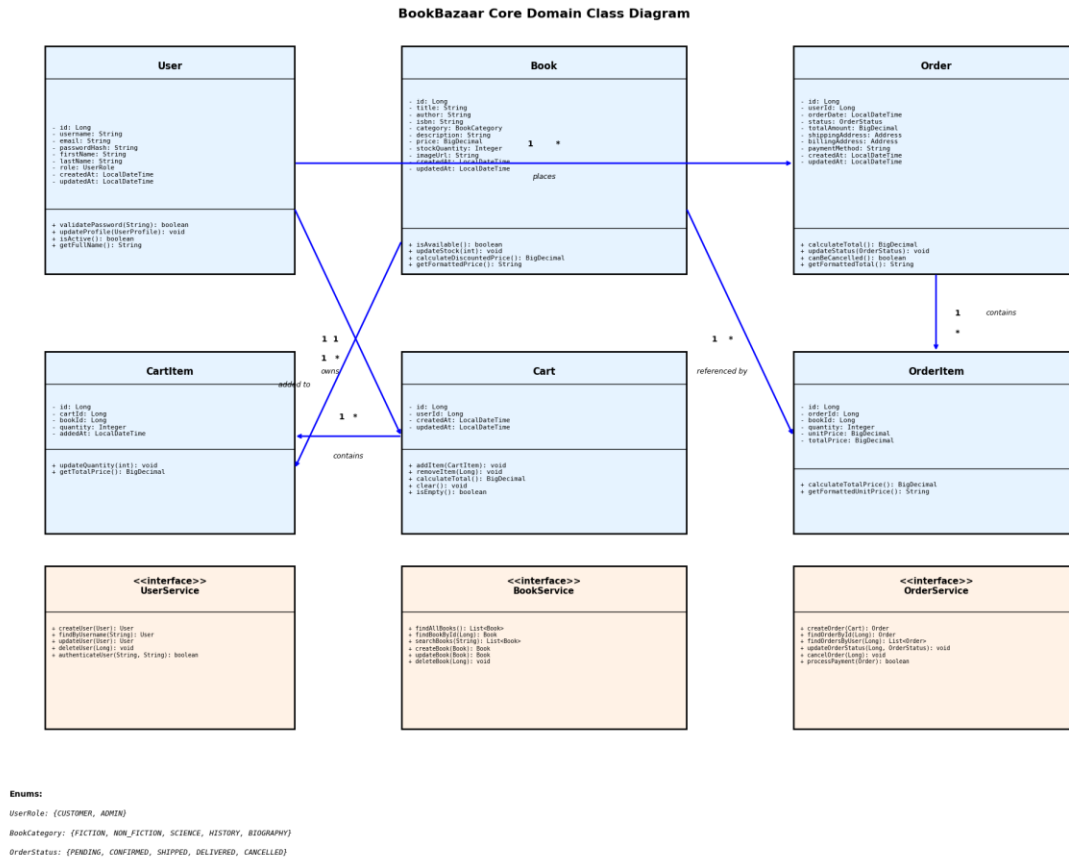 BookBazaar Core Domain Class Diagram
User
- id: Long
- username: String
- email: String
- passwordHash: String
- firstName: String
- lastName: String
- role: UserRole
- createdAt: LocalDateTime
- updatedAt: LocalDateTime
+ validatePassword(String): boolean
+ updateProfile(UserProfile): void
+ isActive(): boolean
+ getFullName(): String
Book
- id: Long
- title: String
- author: String
- isbn: String
- category: BookCategory
- description: String
- price: BigDecimal
- stockQuantity: Integer
- imageUrl: String
- createdAt: LocalDateTime
- updatedAt: LocalDateTime
+ isAvailable(): boolean
+ updateStock(int): void
+ calculateDiscountedPrice(): BigDecimal
+ getFormattedPrice(): String
1 *
places
Order
- id: Long
- userId: Long
- orderDate: LocalDateTime
- status: OrderStatus
- totalAmount: BigDecimal
- shippingAddress: Address
- billingAddress: Address
- paymentMethod: String
- createdAt: LocalDateTime
- updatedAt: LocalDateTime
+ calculateTotal(): BigDecimal
+ updateStatus(OrderStatus): void
+ canBeCancelled(): boolean
+ getFormattedTotal(): String
1 1
1 *
owns
added to
1 *
contains
1 *
referenced by
1
contains
*
CartItem
- id: Long
- cartId: Long
- bookId: Long
- quantity: Integer
- addedAt: LocalDateTime
+ updateQuantity(int): void
+ getTotalPrice(): BigDecimal
Cart
- id: Long
- userId: Long
- createdAt: LocalDateTime
- updatedAt: LocalDateTime
+ addItem(CartItem): void
+ removeItem(Long): void
+ calculateTotal(): BigDecimal
+ clear(): void
+ isEmpty(): boolean
OrderItem
- id: Long
- orderId: Long
- bookId: Long
- quantity: Integer
- unitPrice: BigDecimal
- totalPrice: BigDecimal
+ calculateTotalPrice(): BigDecimal
+ getFormattedUnitPrice(): String
<<interface>>
UserService
+ createUser(User): User
+ findByUsername(String): User
+ updateUser(User): User
+ deleteUser(Long): void
+ authenticateUser(String, String): boolean
<<interface>>
BookService
+ findAllBooks(): List<Book>
+ findBookById(Long): Book
+ searchBooks(String): List<Book>
+ createBook(Book): Book
+ updateBook(Book): Book
+ deleteBook(Long): void
<<interface>>
OrderService
+ createOrder(Cart): Order
+ findOrderById(Long): Order
+ findOrdersByUser(Long): List<Order>
+ updateOrderStatus(Long, OrderStatus): void
+ cancelOrder(Long): void
+ processPayment(Order): boolean
Enums:
UserRole: {CUSTOMER, ADMIN}
BookCategory: {FICTION, NON_FICTION, SCIENCE, HISTORY, BIOGRAPHY}
OrderStatus: {PENDING, CONFIRMED, SHIPPED, DELIVERED, CANCELLED}